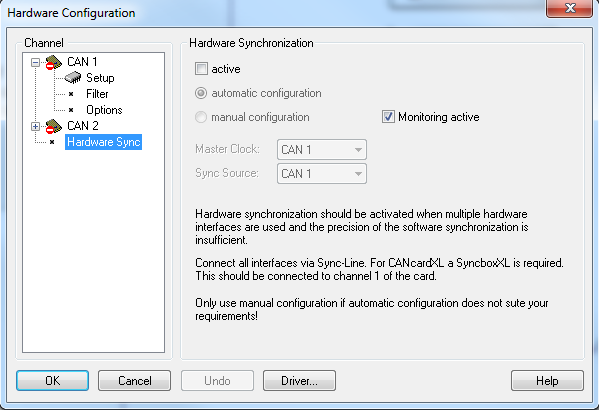 Hardware Configuration
Channel
CAN 1
Setup
Filter
Options
CAN 2
Hardware Sync
Hardware Synchronization
active
automatic configuration
manual configuration
Monitoring active
Master Clock: CAN 1
Sync Source: CAN 1
Hardware synchronization should be activated when multiple hardware
interfaces are used and the precision of the software synchronization is
insufficient.
Connect all interfaces via Sync-Line. For CANcardXL a SyncboxXL is required.
This should be connected to channel 1 of the card.
Only use manual configuration if automatic configuration does not sute your
requirements!
OK Cancel Undo Driver... Help